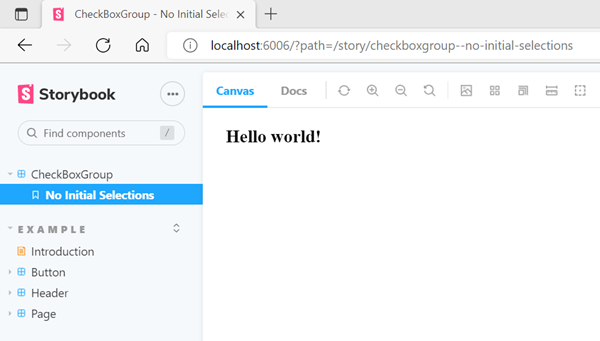 CheckBoxGroup - No Initial Sele
localhost:6006/?path=/story/checkboxgroup--no-initial-selections
Storybook
Canvas
Docs
Find components
/
Hello world!
CheckBoxGroup
No Initial Selections
EXAMPLE
Introduction
Button
Header
Page